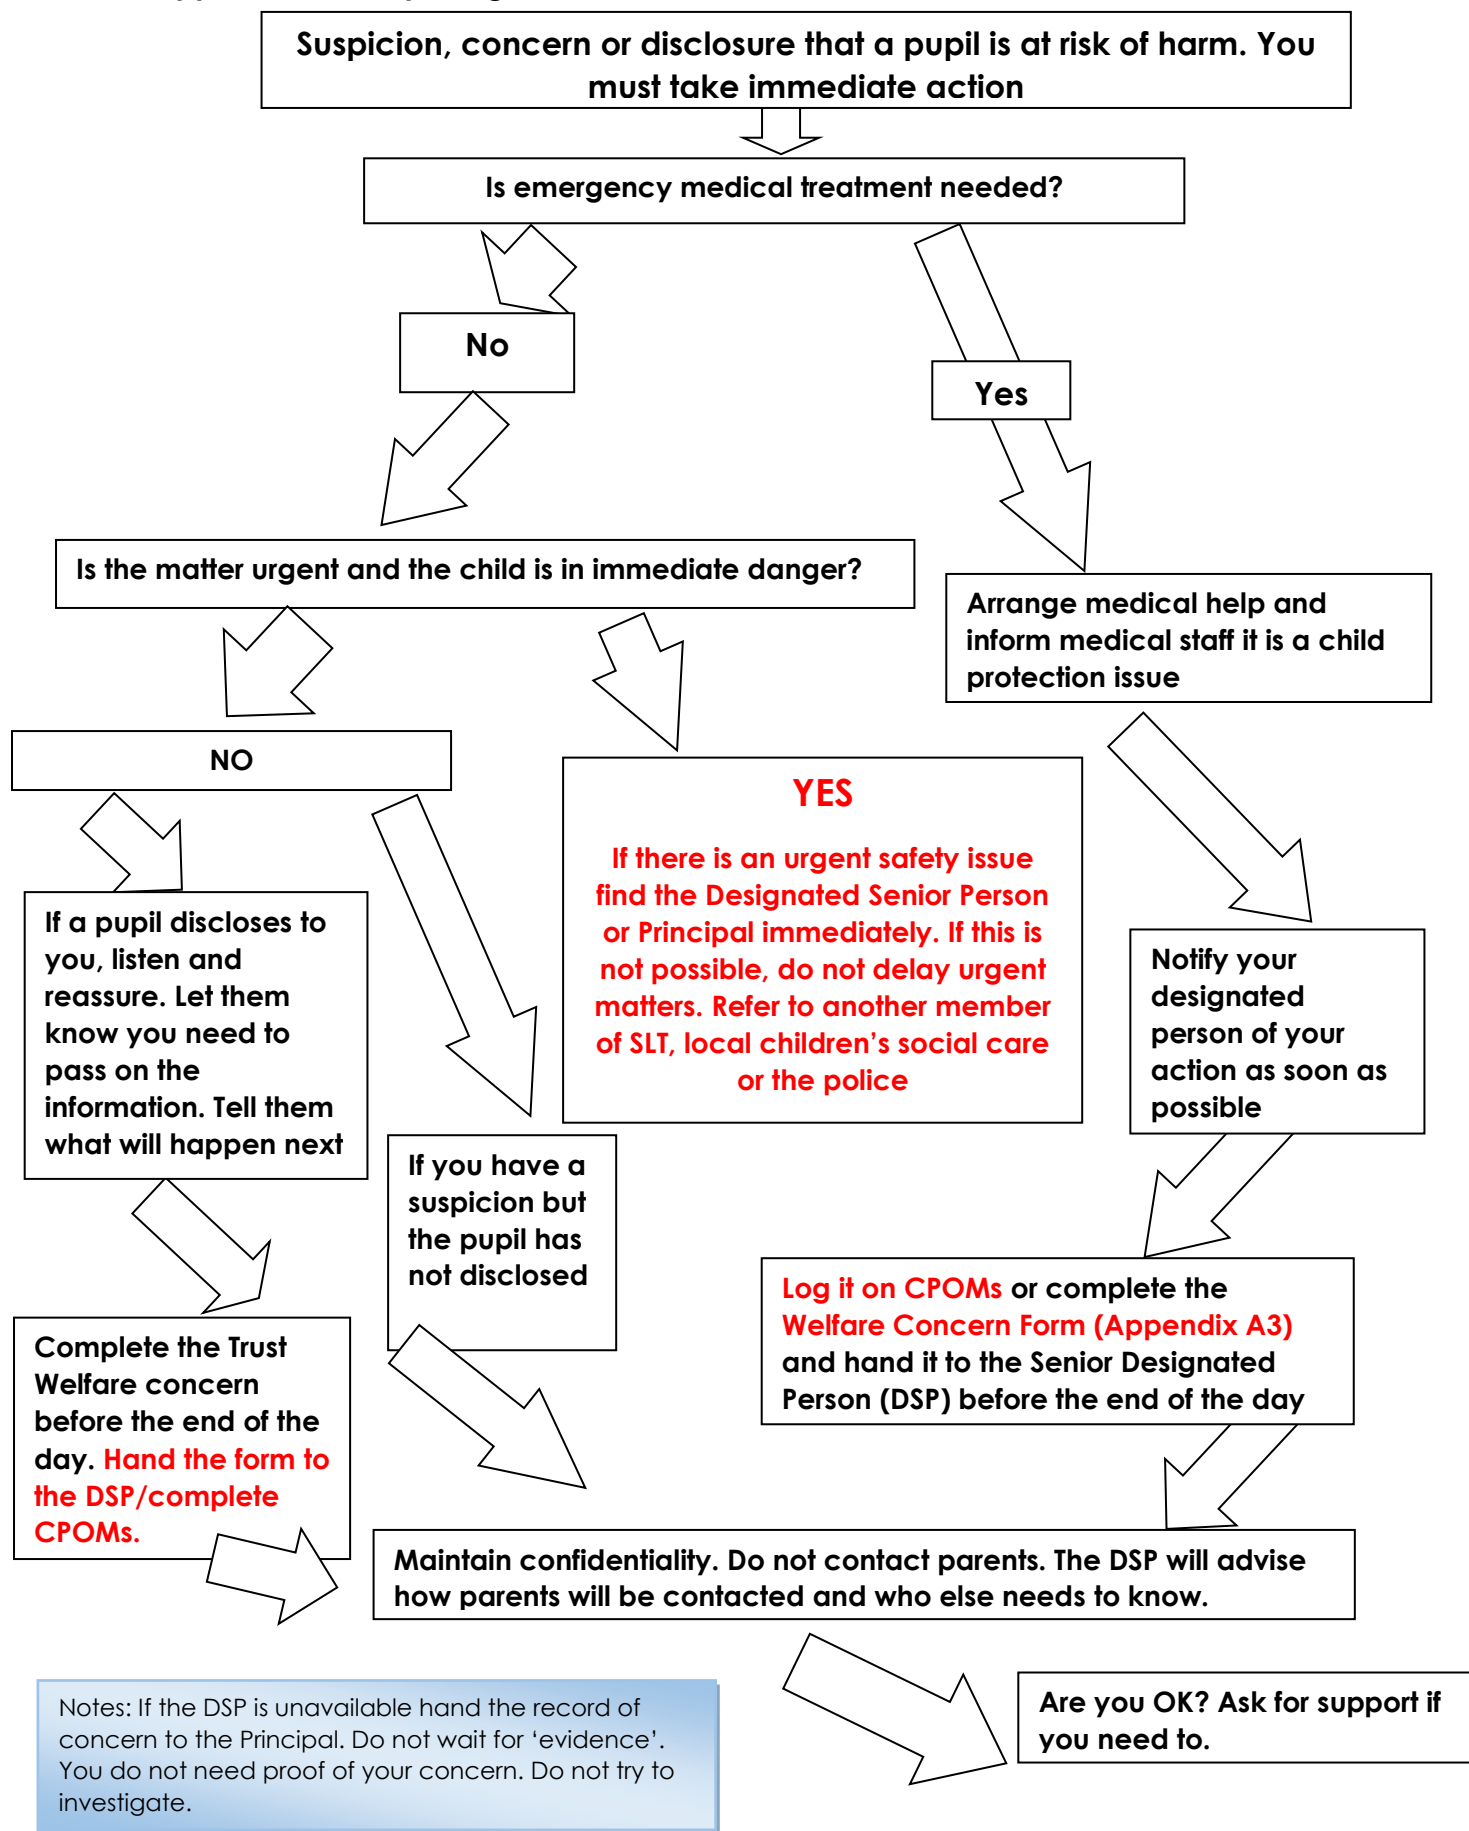 Suspicion, concern or disclosure that a pupil is at risk of harm. You
must take immediate action
Is emergency medical treatment needed?
No
Yes
Is the matter urgent and the child is in immediate danger?
Arrange medical help and
inform medical staff it is a child
protection issue
NO
YES
If there is an urgent safety issue
find the Designated Senior Person
or Principal immediately. If this is
not possible, do not delay urgent
matters. Refer to another member
of SLT, local children’s social care
or the police
If a pupil discloses to
you, listen and
reassure. Let them
know you need to
pass on the
information. Tell them
what will happen next
Notify your
designated
person of your
action as soon as
possible
If you have a
suspicion but
the pupil has
not disclosed
Log it on CPOMs or complete the
Welfare Concern Form (Appendix A3)
and hand it to the Senior Designated
Person (DSP) before the end of the day
Complete the Trust
Welfare concern
before the end of the
day. Hand the form to
the DSP/complete
CPOMs.
Maintain confidentiality. Do not contact parents. The DSP will advise
how parents will be contacted and who else needs to know.
Notes: If the DSP is unavailable hand the record of
concern to the Principal. Do not wait for ‘evidence’.
You do not need proof of your concern. Do not try to
investigate.
Are you OK? Ask for support if
you need to.